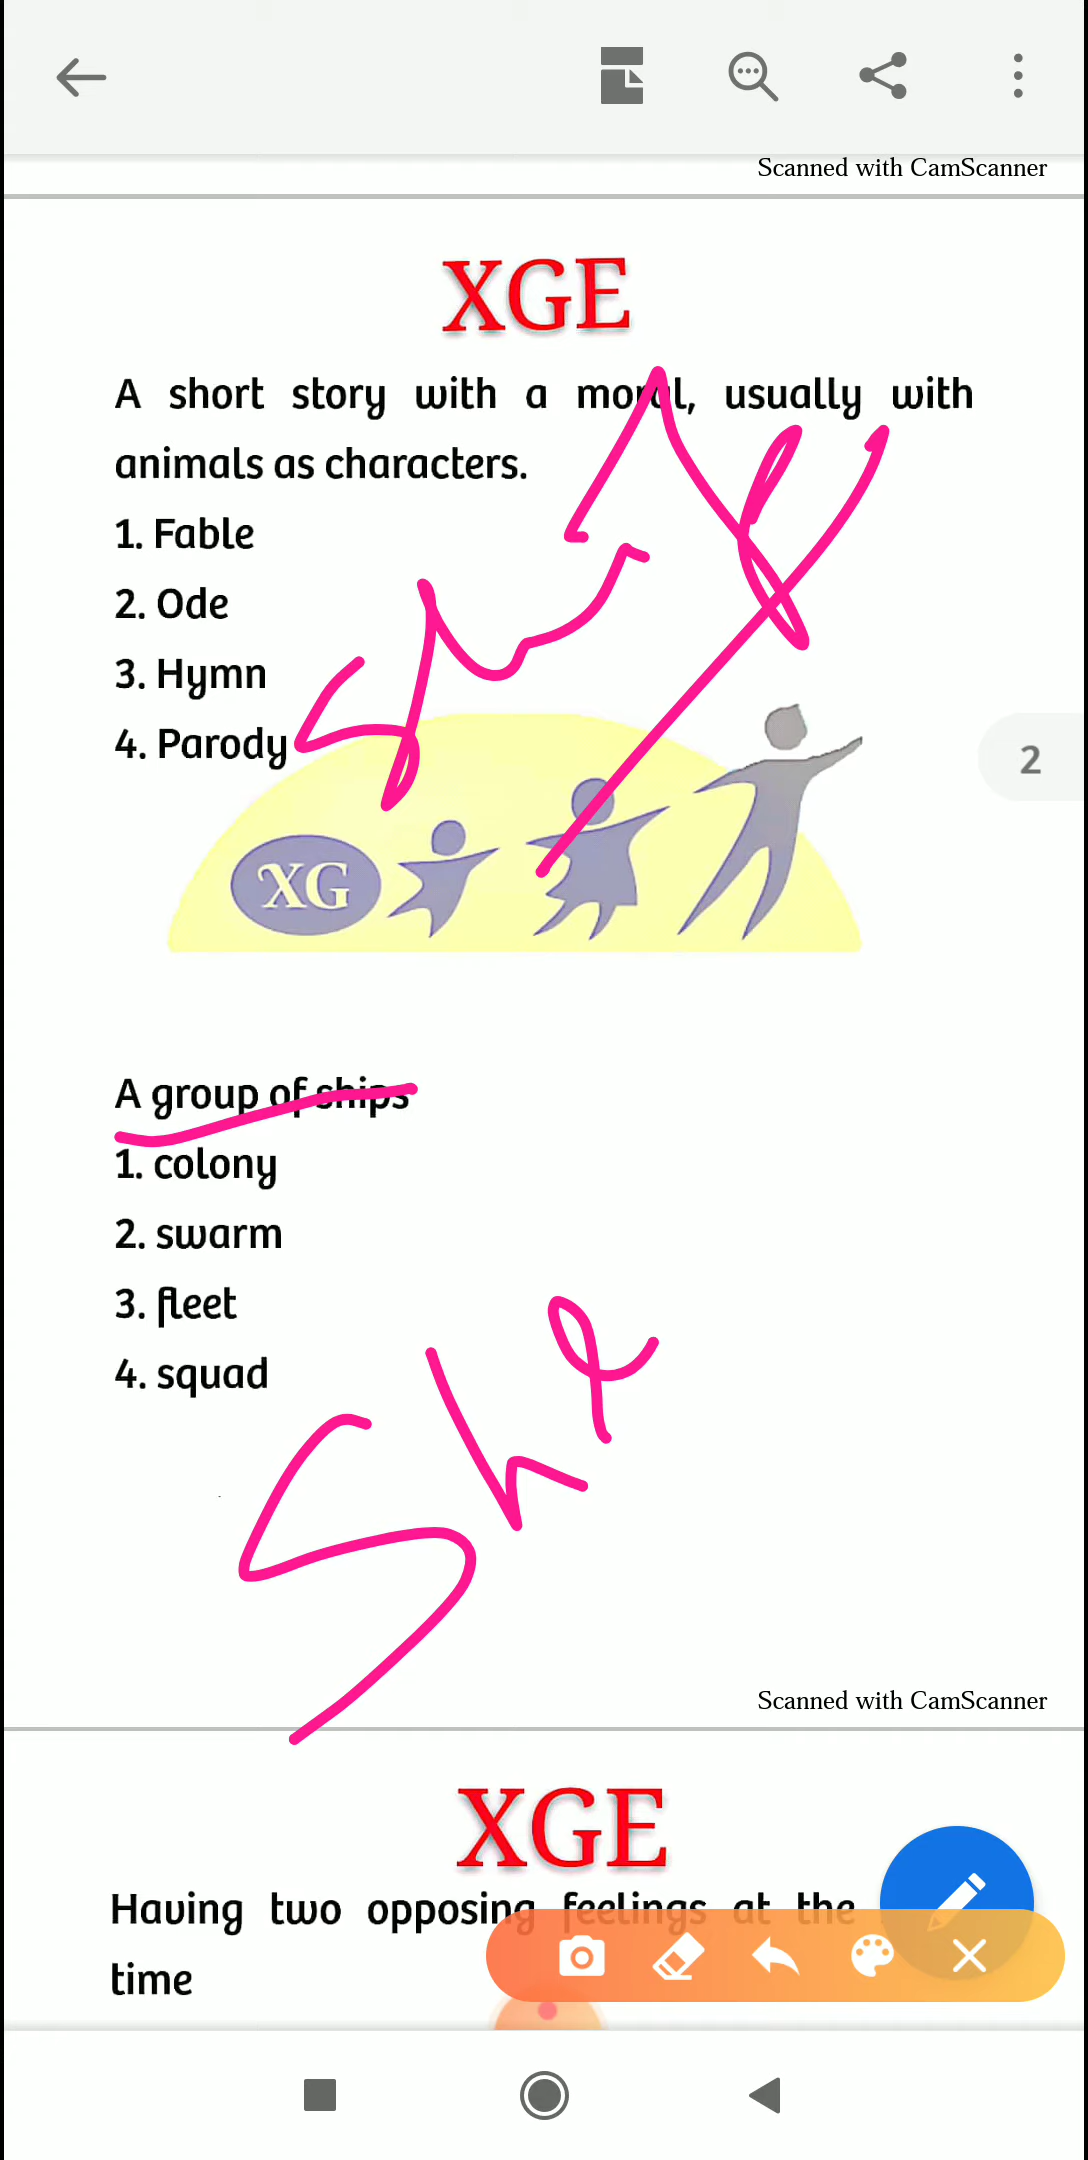 Scanned with CamScanner
XGE
A short story with a moral, usually with
animals as characters.
1. Fable
2. Ode
3. Hymn
4. Parody
2
XG
A group of ships
1. colony
2. swarm
3. fleet
4. squad
She
Scanned with CamScanner
XGE
Having two opposing feelings at the
time